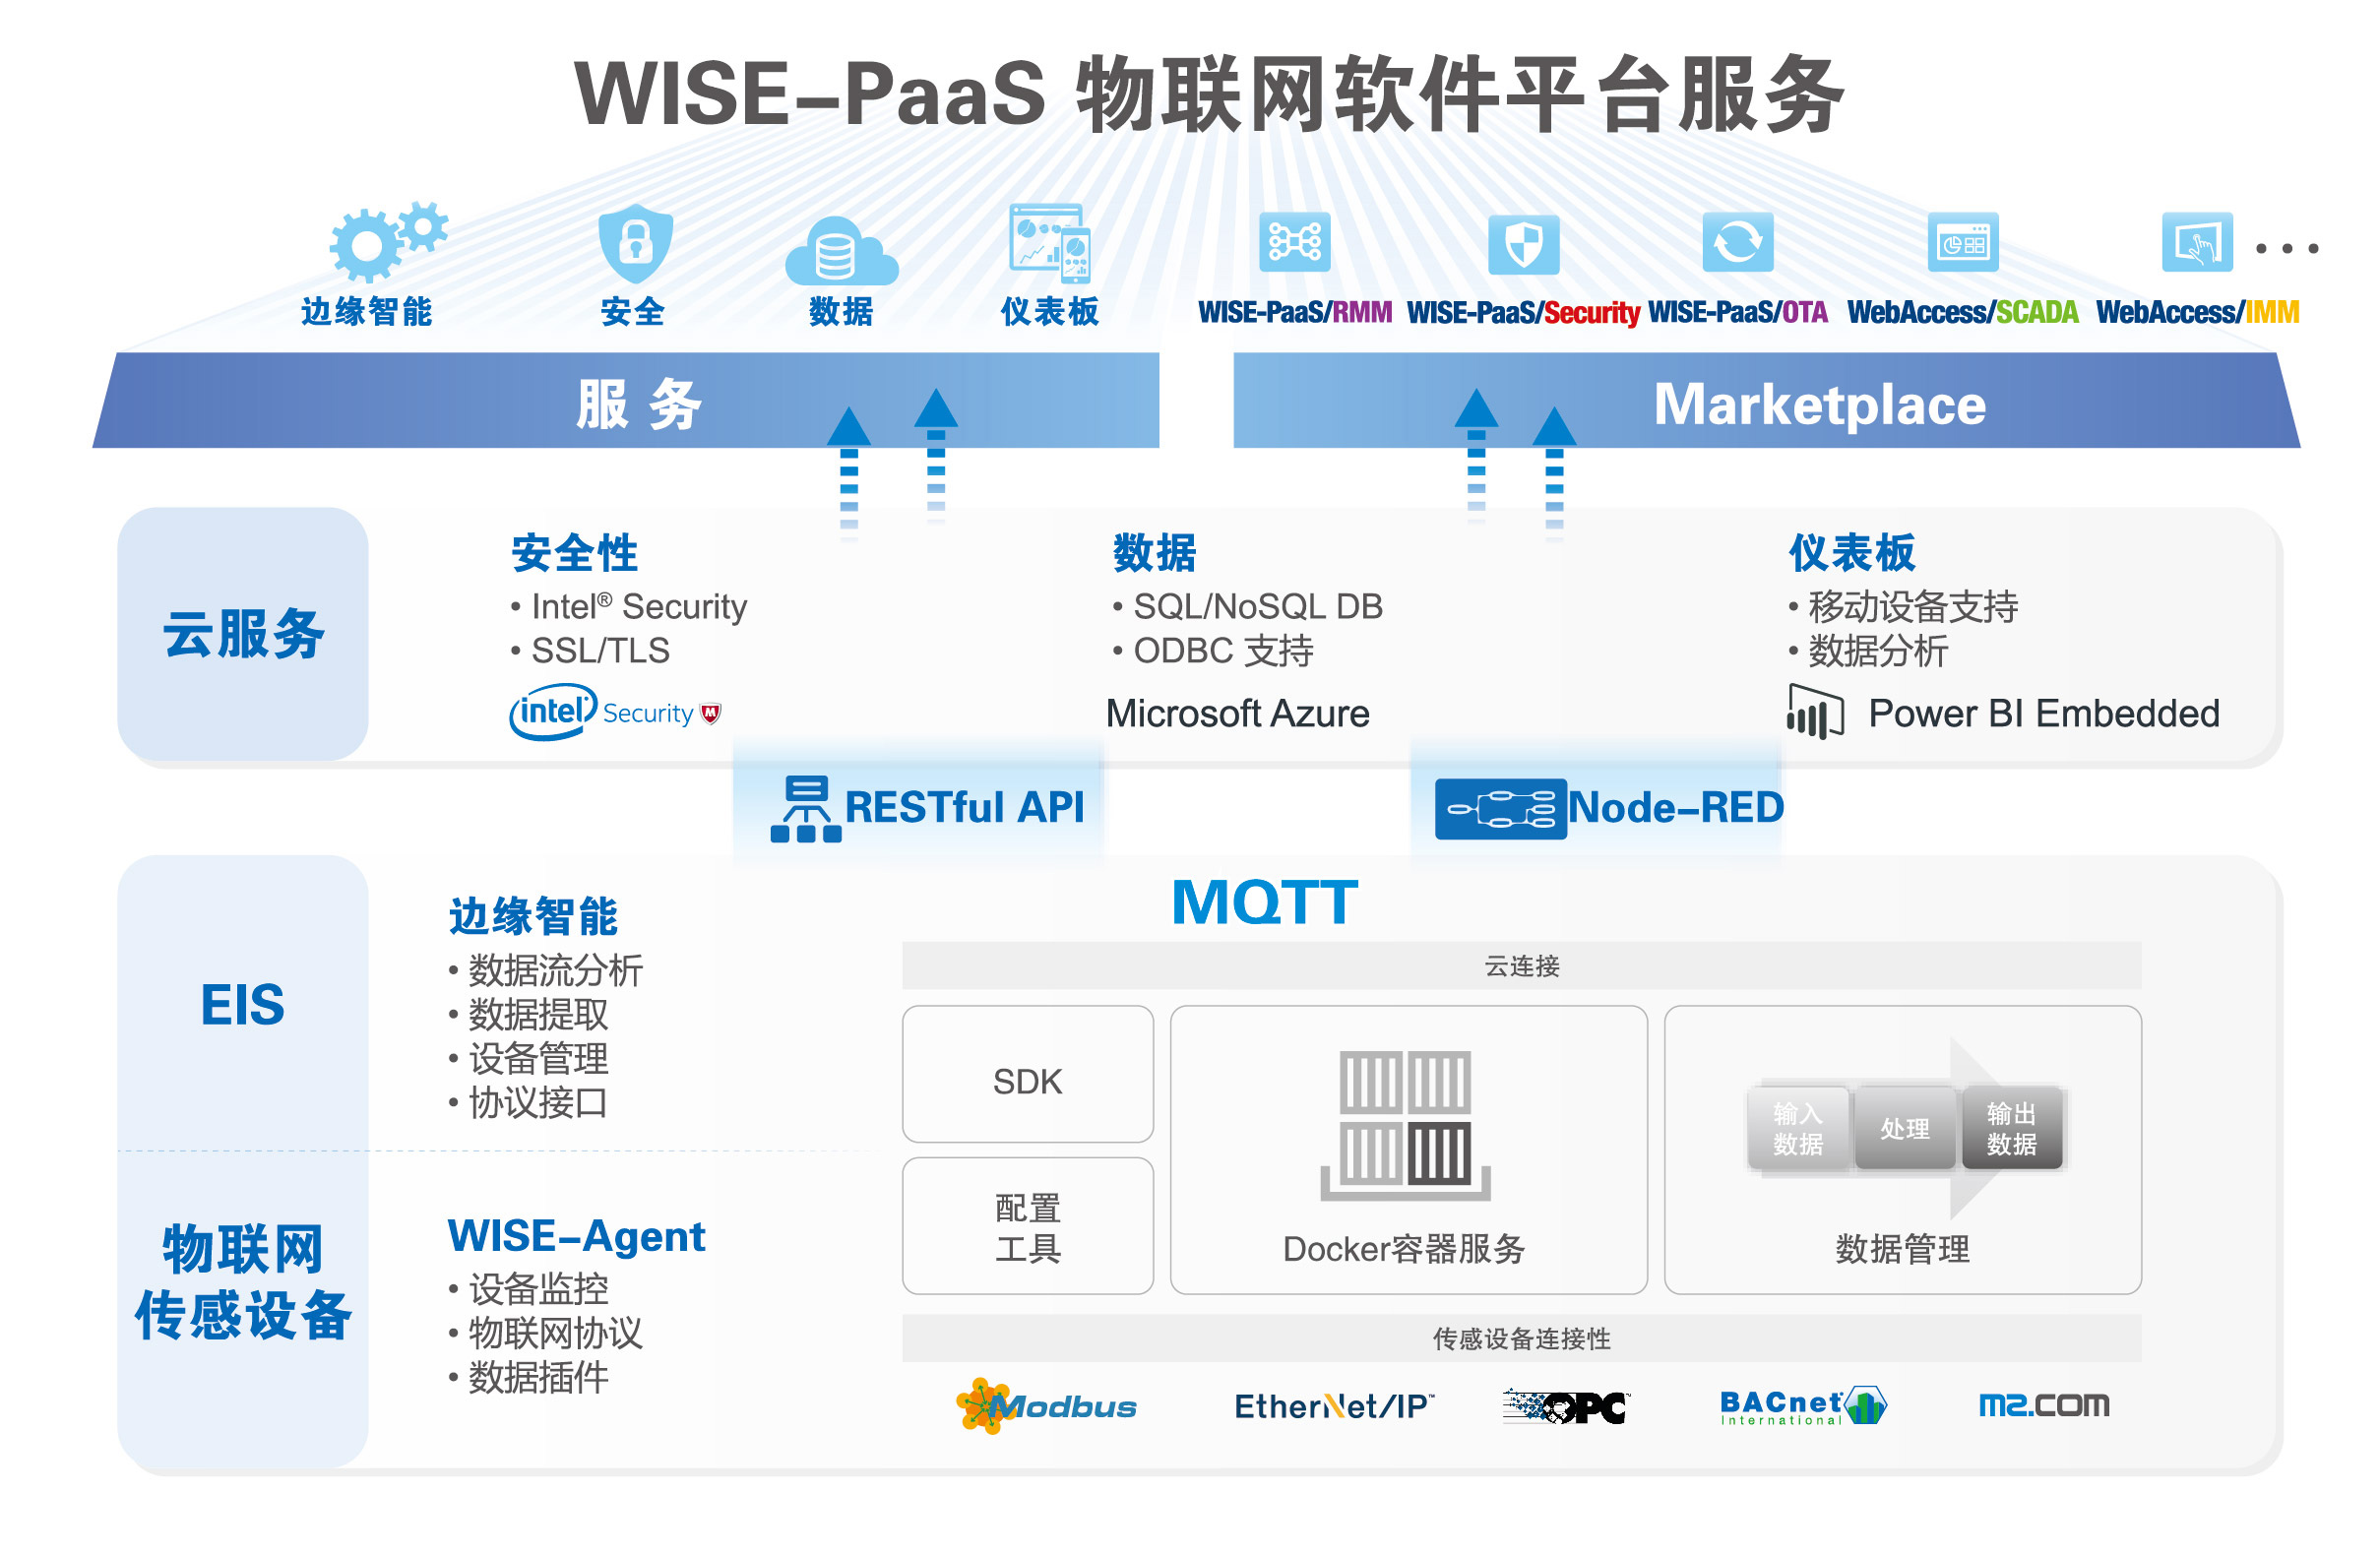 WISE-PaaS 物联网软件平台服务
边缘智能
安全
数据
仪表板
WISE-PaaS/RMM
WISE-PaaS/Security
WISE-PaaS/OTA
WebAccess/SCADA
WebAccess/IMM
...
服务
Marketplace
云服务
安全性
• Intel® Security
• SSL/TLS
intel Security
数据
• SQL/NoSQL DB
• ODBC 支持
Microsoft Azure
仪表板
• 移动设备支持
• 数据分析
Power BI Embedded
RESTful API
Node-RED
EIS
边缘智能
• 数据流分析
• 数据提取
• 设备管理
• 协议接口
物联网
传感设备
WISE-Agent
• 设备监控
• 物联网协议
• 数据插件
MQTT
云连接
SDK
配置
工具
Docker容器服务
输入
数据
处理
输出
数据
数据管理
传感设备连接性
Modbus
EtherNet/IP™
OPC™
BACnet®
International
M2.COM